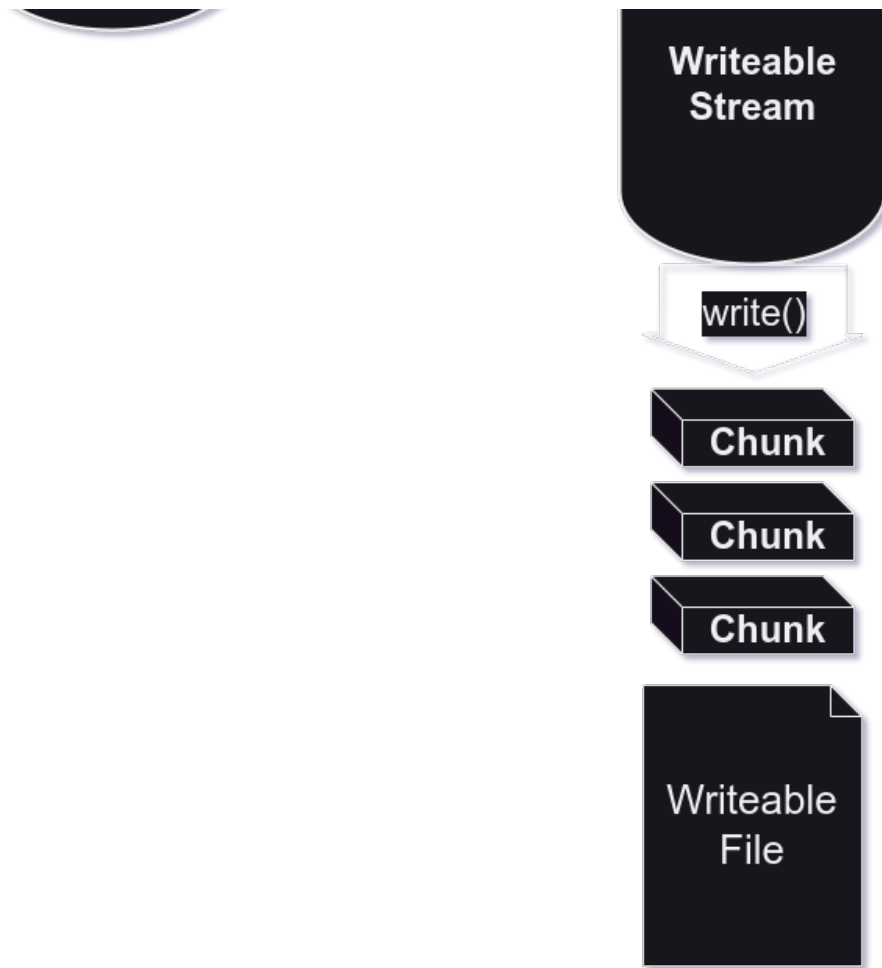 Writeable
Stream
write()
Chunk
Chunk
Chunk
Writeable
File